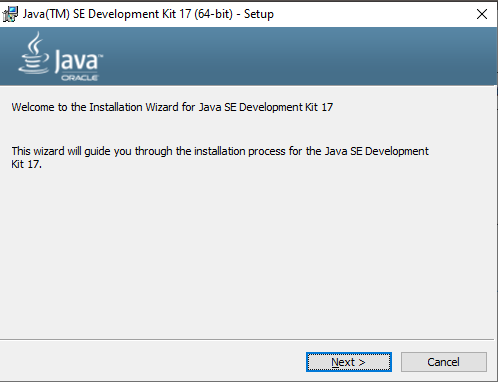 Java(TM) SE Development Kit 17 (64-bit) - Setup
Java
ORACLE
Welcome to the Installation Wizard for Java SE Development Kit 17
This wizard will guide you through the installation process for the Java SE Development
Kit 17.
Next >
Cancel